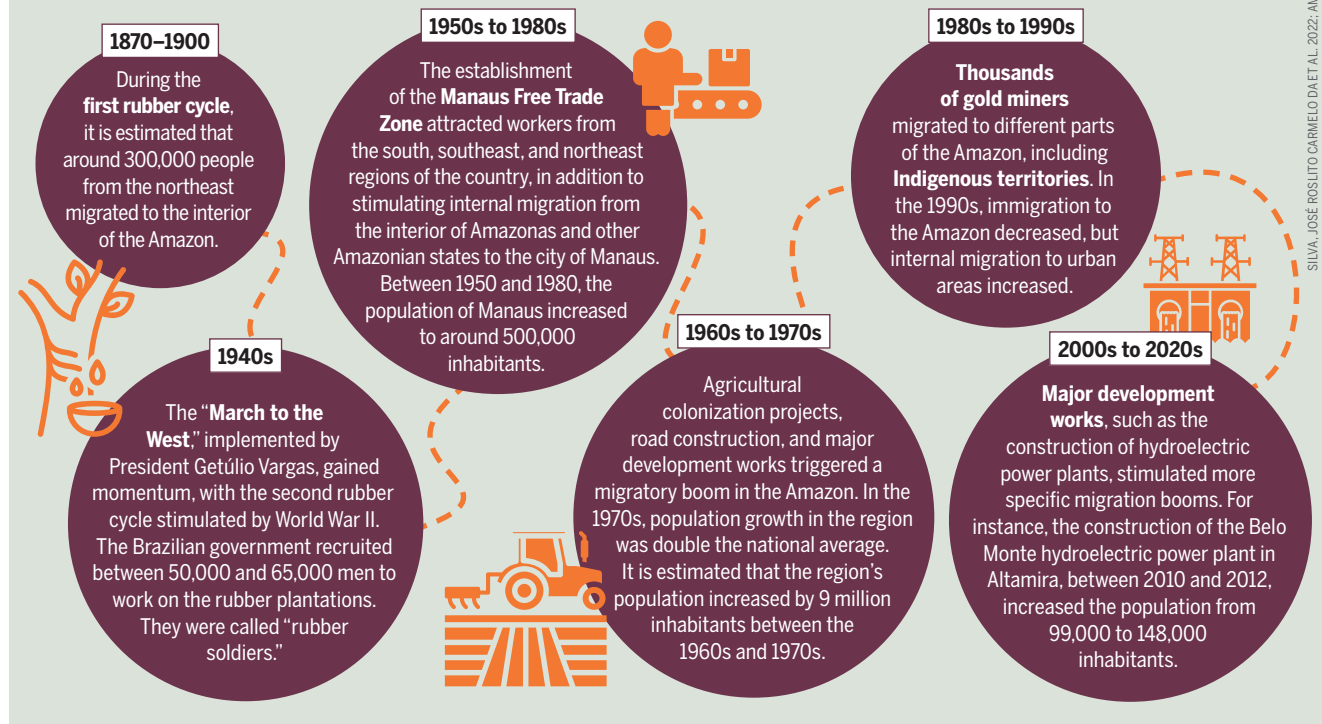 1870–1900
During the
first rubber cycle,
it is estimated that
around 300,000 people
from the northeast
migrated to the interior
of the Amazon.
1940s
The “March to the
West,” implemented by
President Getúlio Vargas, gained
momentum, with the second rubber
cycle stimulated by World War II.
The Brazilian government recruited
between 50,000 and 65,000 men to
work on the rubber plantations.
They were called “rubber
soldiers.”
1950s to 1980s
The establishment
of the Manaus Free Trade
Zone attracted workers from
the south, southeast, and northeast
regions of the country, in addition to
stimulating internal migration from
the interior of Amazonas and other
Amazonian states to the city of Manaus.
Between 1950 and 1980, the
population of Manaus increased
to around 500,000
inhabitants.
1960s to 1970s
Agricultural
colonization projects,
road construction, and major
development works triggered a
migratory boom in the Amazon. In the
1970s, population growth in the region
was double the national average.
It is estimated that the region’s
population increased by 9 million
inhabitants between the
1960s and 1970s.
1980s to 1990s
Thousands
of gold miners
migrated to different parts
of the Amazon, including
Indigenous territories. In
the 1990s, immigration to
the Amazon decreased, but
internal migration to urban
areas increased.
2000s to 2020s
Major development
works, such as the
construction of hydroelectric
power plants, stimulated more
specific migration booms. For
instance, the construction of the Belo
Monte hydroelectric power plant in
Altamira, between 2010 and 2012,
increased the population from
99,000 to 148,000
inhabitants.
SILVA, JOSÉ ROSLITO CARMELO DA ET AL. 2022;